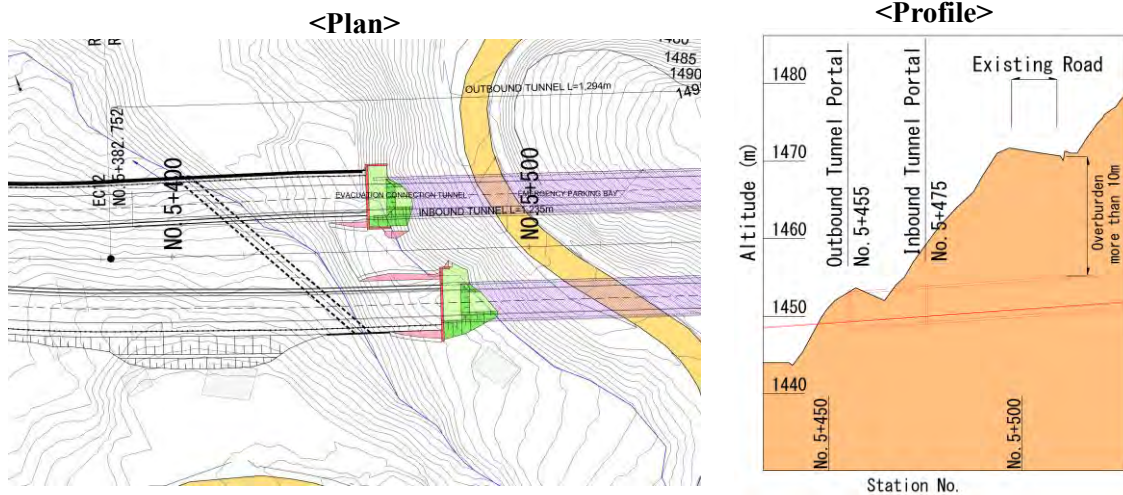 <Plan>
OUTBOUND TUNNEL L=1,294m
1485
1490
EC12
NO. 5+382. 752
NO. 5+400
EVACUATION CONNECTION TUNNEL
EMERGENCY PARKING BAY
INBOUND TUNNEL L=1,235m
NO. 5+500
<Profile>
Altitude (m)
1480
1470
1460
1450
1440
Outbound Tunnel Portal
No. 5+455
Inbound Tunnel Portal
No. 5+475
Existing Road
Overburden
more than 10m
No. 5+450
No. 5+500
Station No.